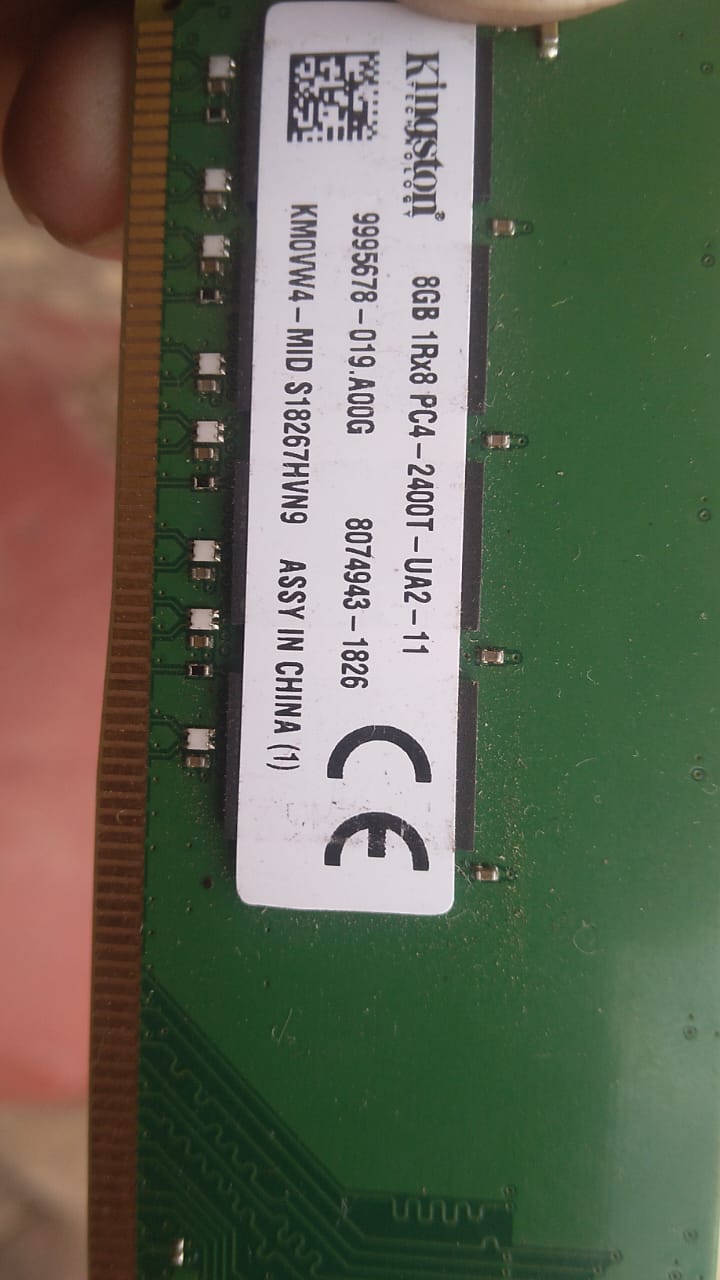 Kingston®
TECHNOLOGY
8GB 1Rx8 PC4-2400T-UA2-11
9995678-019.A00G 8074943-1826
KM0VW4-MID S18267HVN9 ASSY IN CHINA (1)
CE